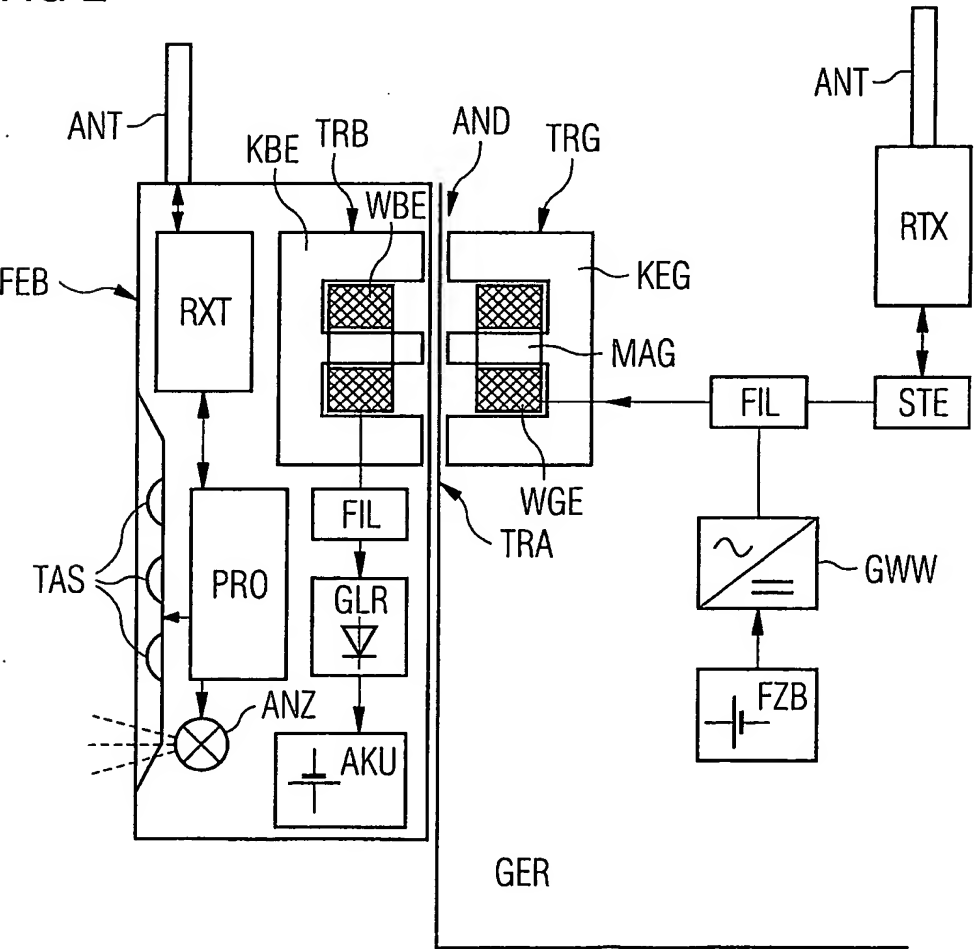 ANT
ANT
KBE
TRB
AND
TRG
WBE
RTX
FEB
RXT
KEG
MAG
FIL
STE
WGE
FIL
TRA
TAS
PRO
GLR
GWW
ANZ
FZB
AKU
GER